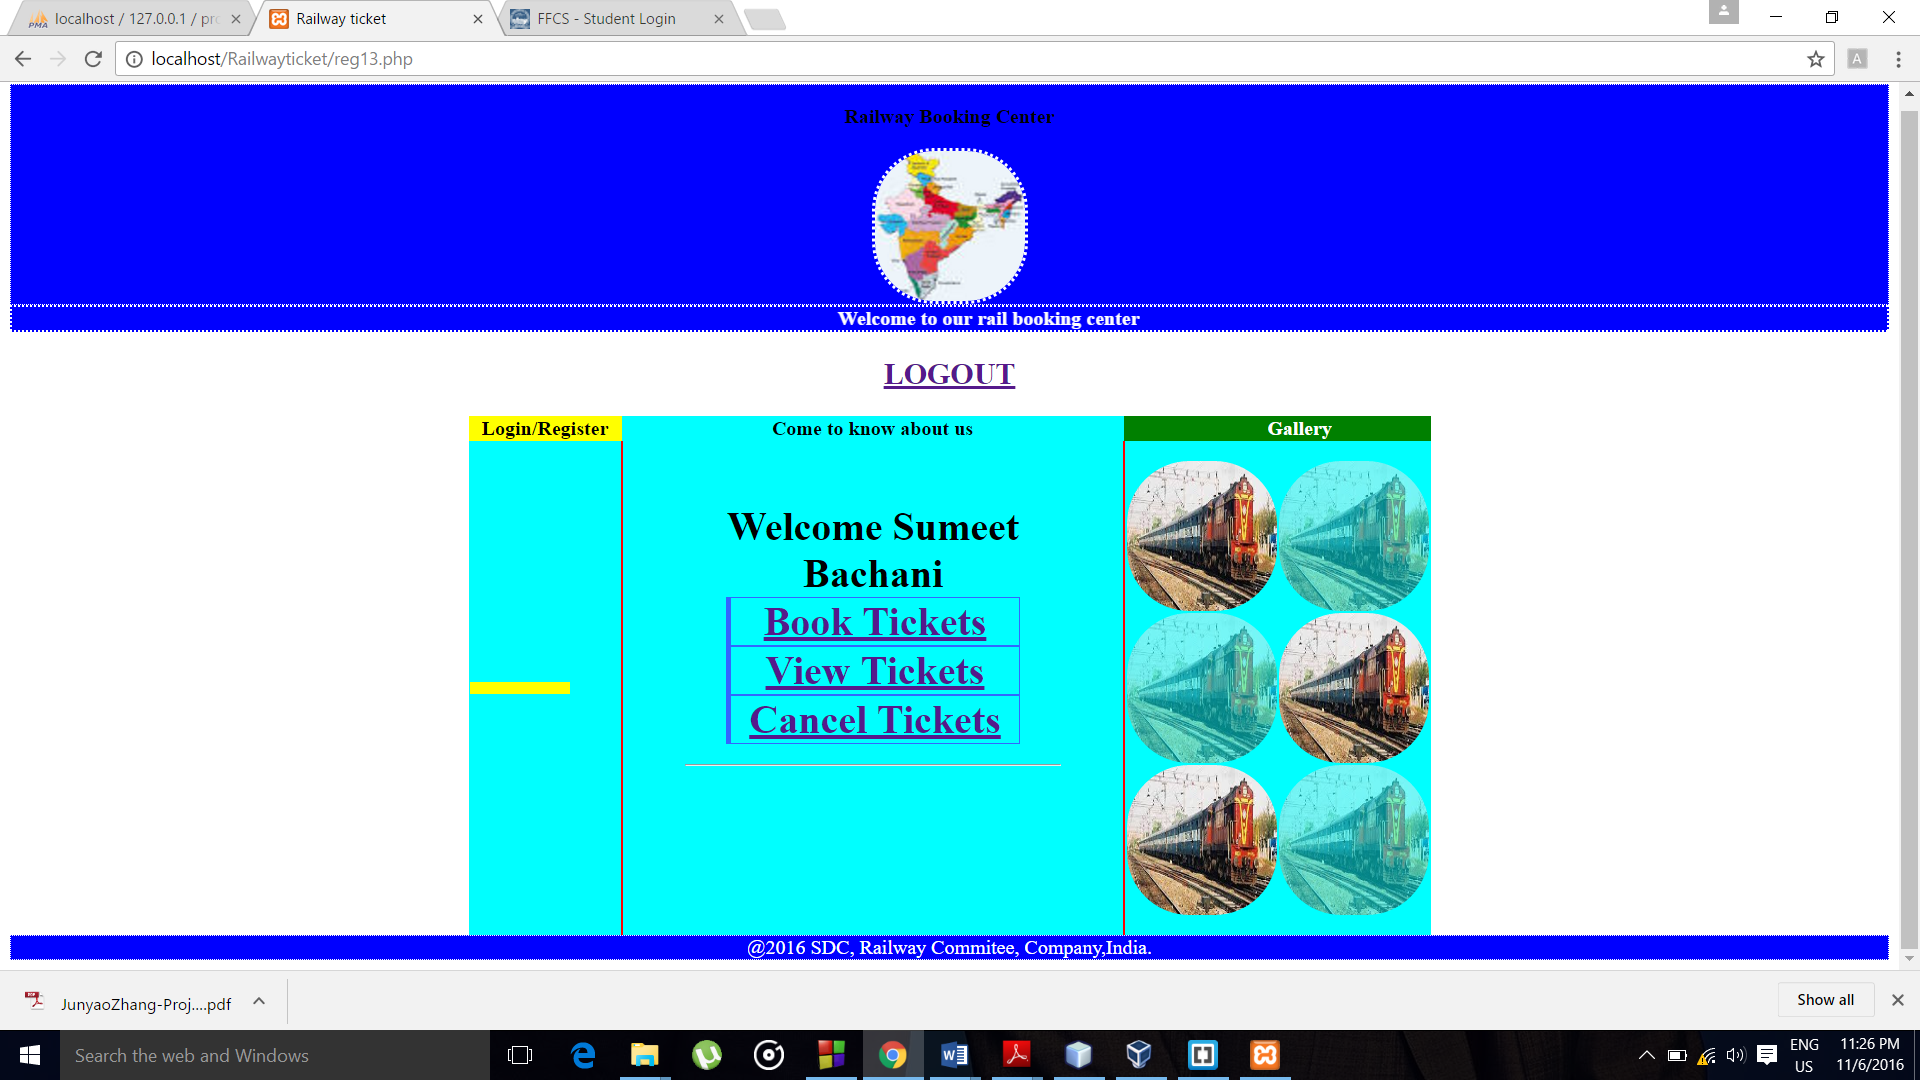 localhost / 127.0.0.1 / pro
Railway ticket
FFCS - Student Login
localhost/Railwayticket/reg13.php
A
Railway Booking Center
Welcome to our rail booking center
LOGOUT
Login/Register
Come to know about us
Gallery
Welcome Sumeet
Bachani
Book Tickets
View Tickets
Cancel Tickets
@2016 SDC, Railway Commitee, Company,India.
JunyaoZhang-Proj....pdf
Show all
Search the web and Windows
ENG
US
11:26 PM
11/6/2016